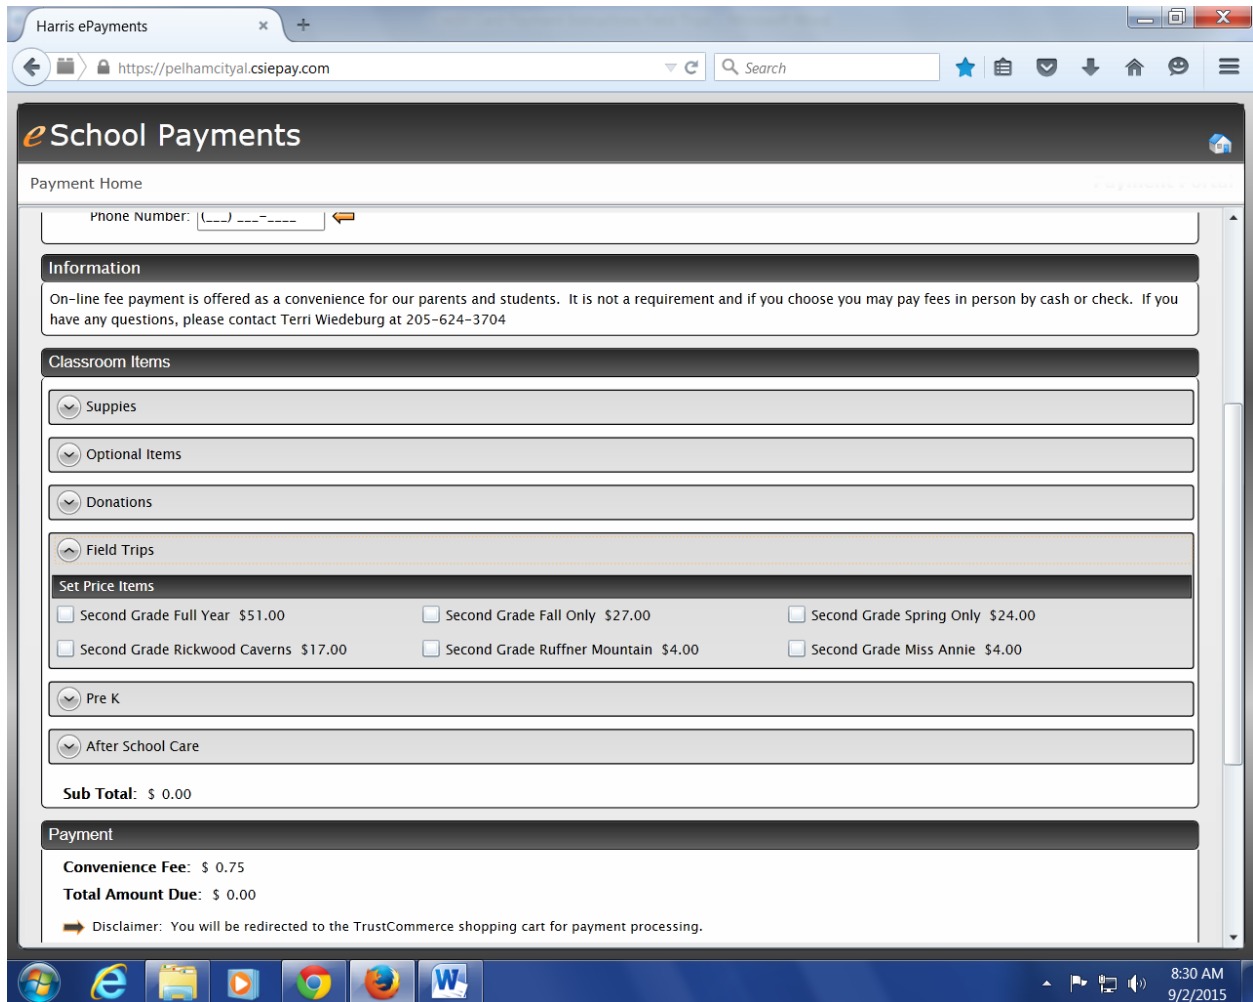 Harris ePayments
https://pelhamcityal.csiepay.com
Search
eSchool Payments
Payment Home
Phone Number: (___) ___-____
Information
On-line fee payment is offered as a convenience for our parents and students. It is not a requirement and if you choose you may pay fees in person by cash or check. If you
have any questions, please contact Terri Wiedeburg at 205-624-3704
Classroom Items
Suppies
Optional Items
Donations
Field Trips
Set Price Items
Second Grade Full Year $51.00 Second Grade Fall Only $27.00 Second Grade Spring Only $24.00
Second Grade Rickwood Caverns $17.00 Second Grade Ruffner Mountain $4.00 Second Grade Miss Annie $4.00
Pre K
After School Care
Sub Total: $ 0.00
Payment
Convenience Fee: $ 0.75
Total Amount Due: $ 0.00
Disclaimer: You will be redirected to the TrustCommerce shopping cart for payment processing.
8:30 AM
9/2/2015